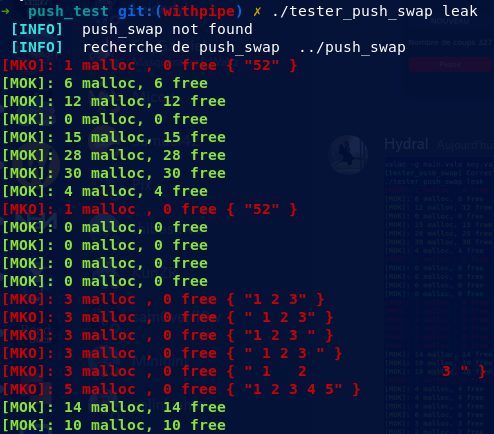 ➜ push_test git:(withpipe) ✗ ./tester_push_swap leak
[INFO] push_swap not found
[INFO] recherche de push_swap ../push_swap
[MKO]: 1 malloc , 0 free { "52" }
[MOK]: 6 malloc, 6 free
[MOK]: 12 malloc, 12 free
[MOK]: 0 malloc, 0 free
[MOK]: 15 malloc, 15 free
[MOK]: 28 malloc, 28 free
[MOK]: 30 malloc, 30 free
[MOK]: 4 malloc, 4 free
[MKO]: 1 malloc , 0 free { "52" }
[MOK]: 0 malloc, 0 free
[MOK]: 0 malloc, 0 free
[MOK]: 0 malloc, 0 free
[MOK]: 0 malloc, 0 free
[MKO]: 3 malloc , 0 free { "1 2 3" }
[MKO]: 3 malloc , 0 free { " 1 2 3" }
[MKO]: 3 malloc , 0 free { "1 2 3 " }
[MKO]: 3 malloc , 0 free { " 1 2 3 " }
[MKO]: 3 malloc , 0 free { " 1   2               3 " }
[MKO]: 5 malloc , 0 free { "1 2 3 4 5" }
[MOK]: 14 malloc, 14 free
[MOK]: 10 malloc, 10 free
Hydral Aujourd'hu